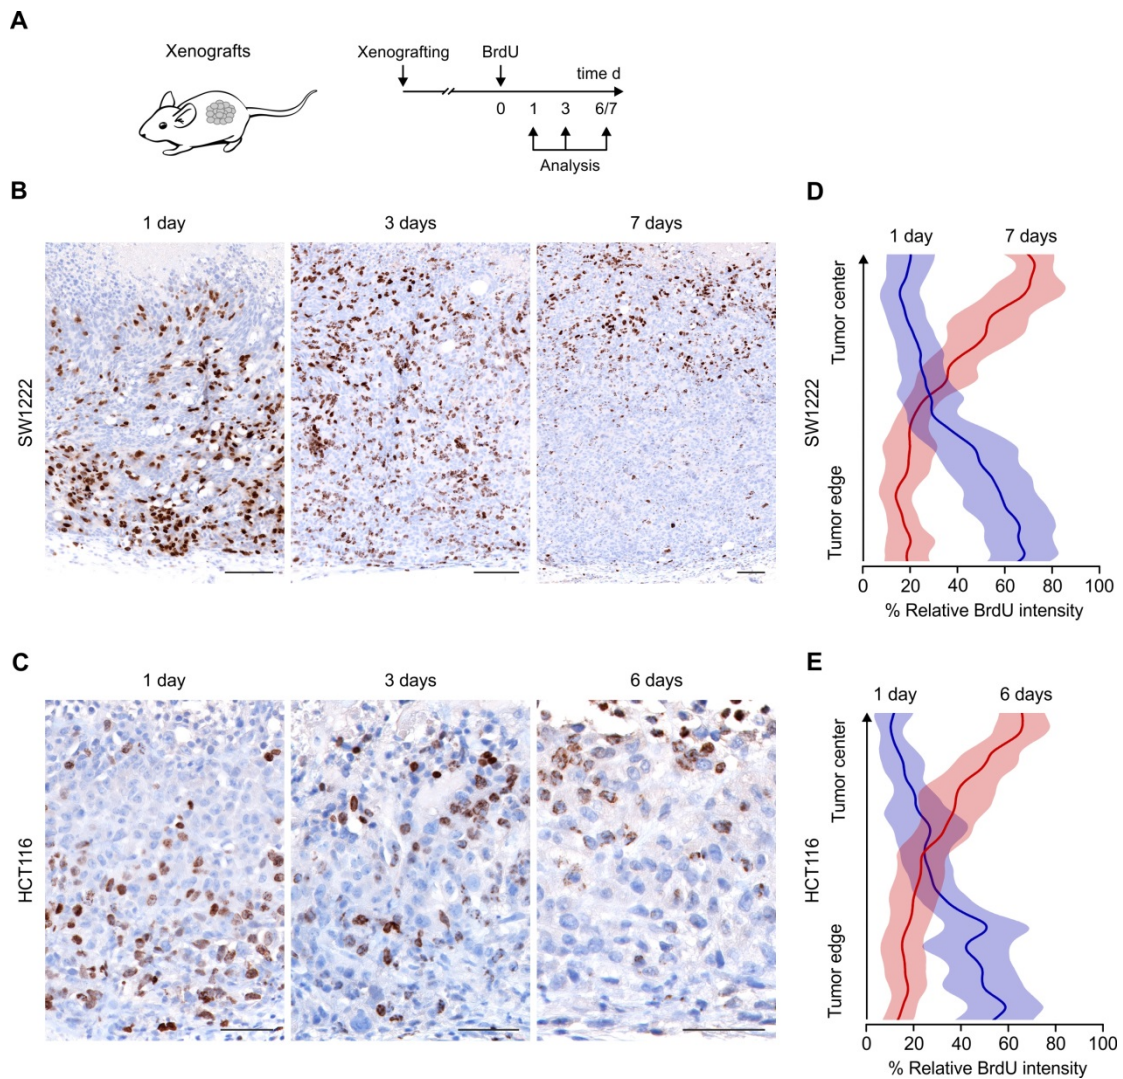 A
Xenografts
Xenografting
BrdU
time d
0 1 3 6/7
Analysis
B
1 day 3 days 7 days
SW1222
D
1 day 7 days
Tumor center
Tumor edge
SW1222
0 20 40 60 80 100
% Relative BrdU intensity
C
1 day 3 days 6 days
HCT116
E
1 day 6 days
Tumor center
Tumor edge
HCT116
0 20 40 60 80 100
% Relative BrdU intensity